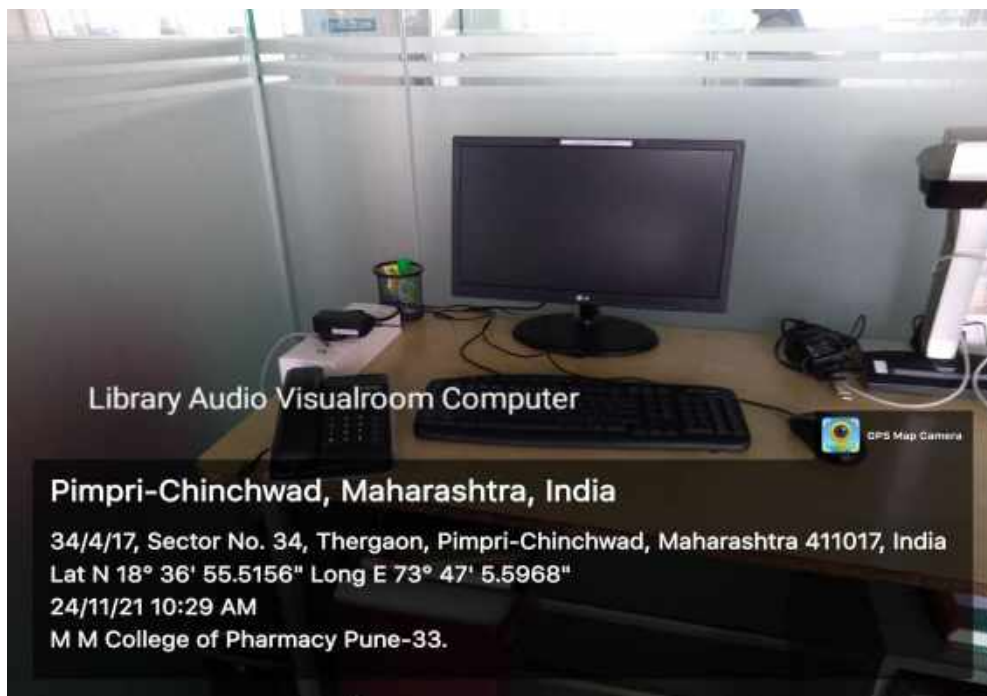 Library Audio Visualroom Computer
GPS Map Camera
Pimpri-Chinchwad, Maharashtra, India
34/4/17, Sector No. 34, Thergaon, Pimpri-Chinchwad, Maharashtra 411017, India
Lat N 18° 36' 55.5156" Long E 73° 47' 5.5968"
24/11/21 10:29 AM
M M College of Pharmacy Pune-33.